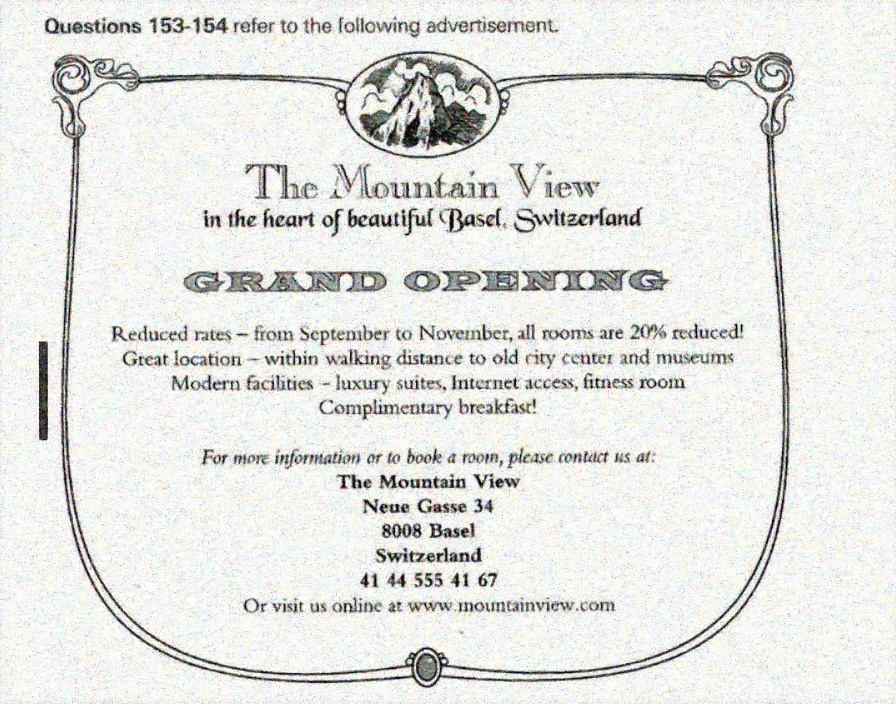 Questions 153-154 refer to the following advertisement.
The Mountain View
in the heart of beautiful Basel, Switzerland
GRAND OPENING
Reduced rates – from September to November, all rooms are 20% reduced!
Great location – within walking distance to old city center and museums
Modern facilities – luxury suites, Internet access, fitness room
Complimentary breakfast!
For more information or to book a room, please contact us at:
The Mountain View
Neue Gasse 34
8008 Basel
Switzerland
41 44 555 41 67
Or visit us online at www.mountainview.com